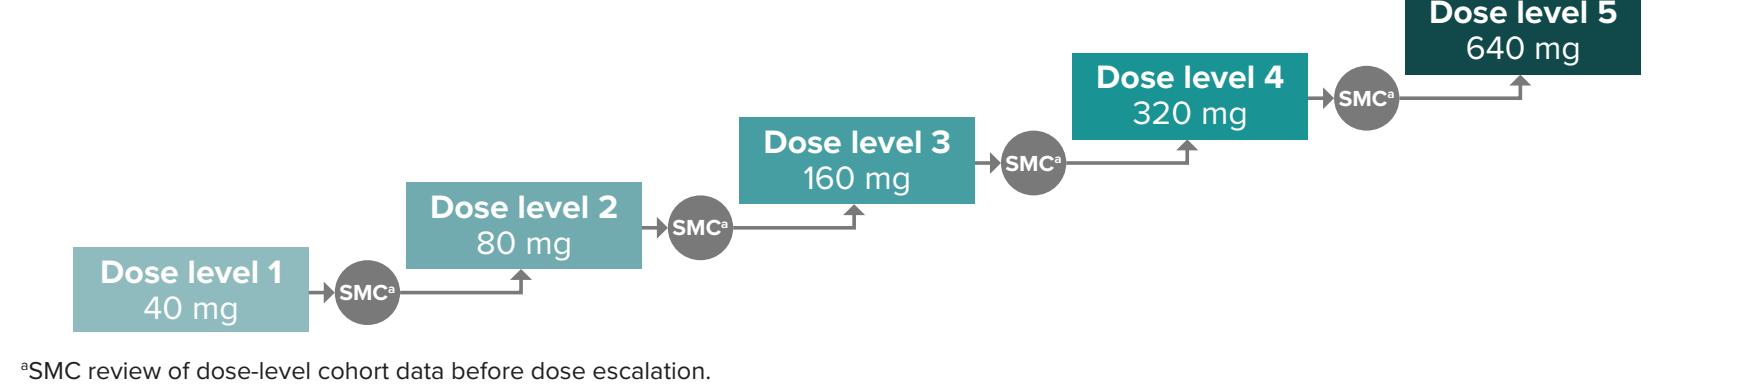 Dose level 1
40 mg
SMCᵃ
Dose level 2
80 mg
SMCᵃ
Dose level 3
160 mg
SMCᵃ
Dose level 4
320 mg
SMCᵃ
Dose level 5
640 mg
ᵃSMC review of dose-level cohort data before dose escalation.